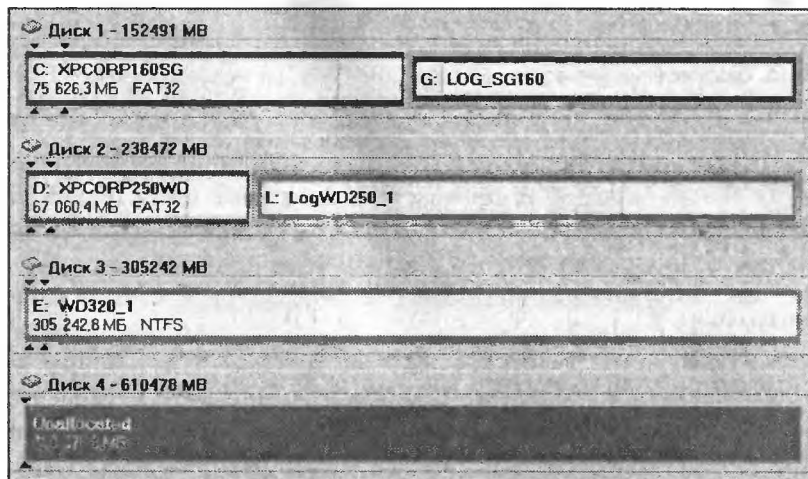 Диск 1 - 152491 MB
C: XPCORP160SG
75 626,3 МБ FAT32
G: LOG_SG160
Диск 2 - 238472 MB
D: XPCORP250WD
67 060,4 МБ FAT32
L: LogWD250_1
Диск 3 - 305242 MB
E: WD320_1
305 242,8 МБ NTFS
Диск 4 - 610478 MB
Unallocated